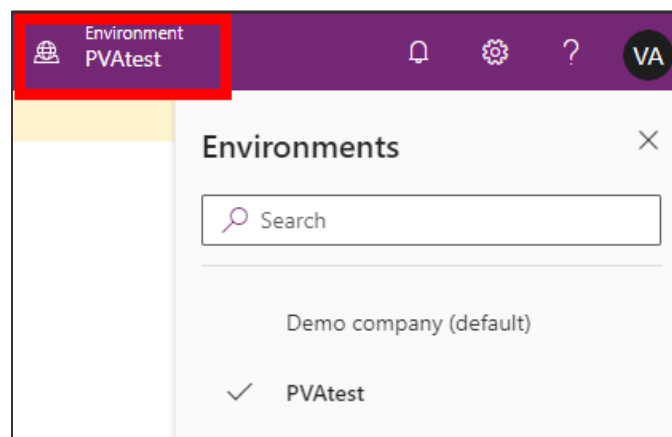 Environment
PVAtest
?
VA
Environments
Search
Demo company (default)
PVAtest